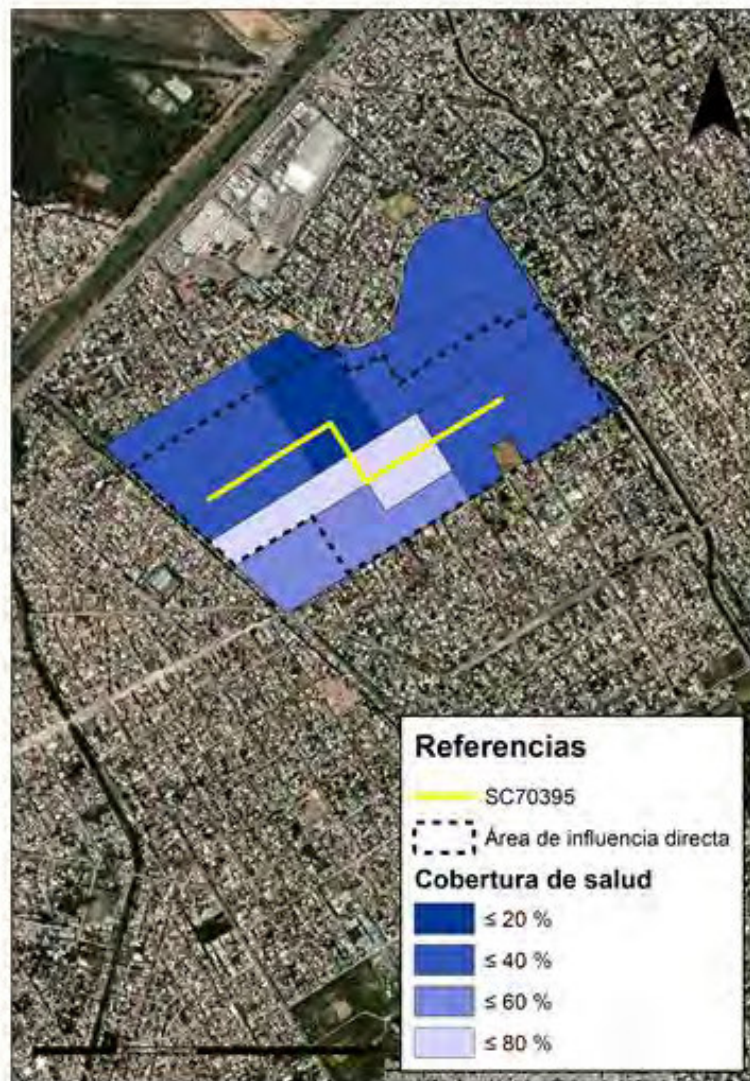 Referencias
SC70395
Área de influencia directa
Cobertura de salud
≤ 20 %
≤ 40 %
≤ 60 %
≤ 80 %